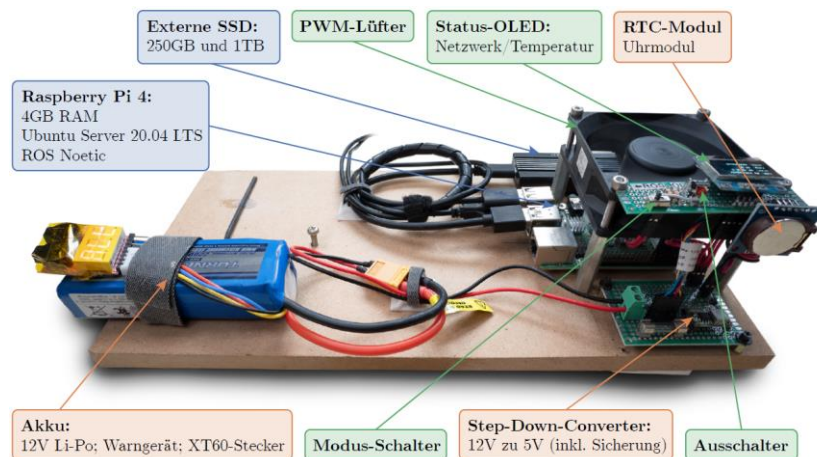 Externe SSD:
250GB und 1TB
PWM-Lüfter
Status-OLED:
Netzwerk/Temperatur
RTC-Modul
Uhrmodul
Raspberry Pi 4:
4GB RAM
Ubuntu Server 20.04 LTS
ROS Noetic
Akku:
12V Li-Po; Warngerät; XT60-Stecker
Modus-Schalter
Step-Down-Converter:
12V zu 5V (inkl. Sicherung)
Ausschalter